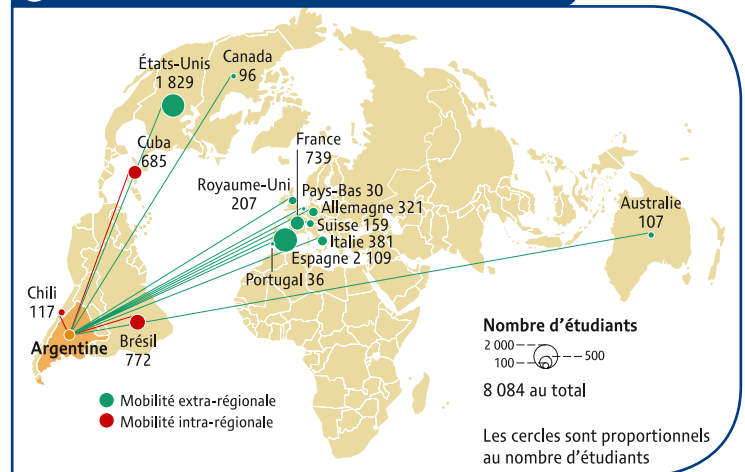 États-Unis
1 829
Canada
96
Cuba
685
France
739
Royaume-Uni
207
Pays-Bas 30
Allemagne 321
Suisse 159
Italie 381
Espagne 2 109
Portugal 36
Australie
107
Chili
117
Argentine
Brésil
772
Nombre d'étudiants
2 000
100
500
8 084 au total
Mobilité extra-régionale
Mobilité intra-régionale
Les cercles sont proportionnels
au nombre d'étudiants